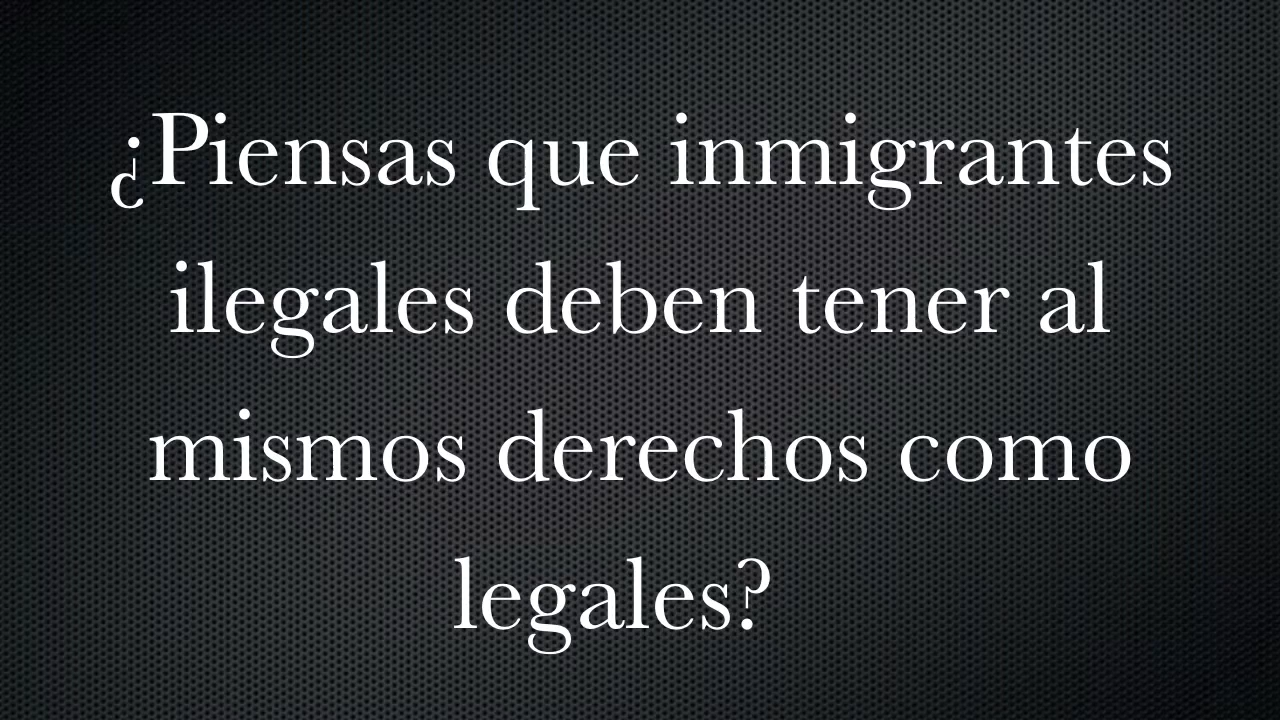 ¿Piensas que inmigrantes
ilegales deben tener al
mismos derechos como
legales?